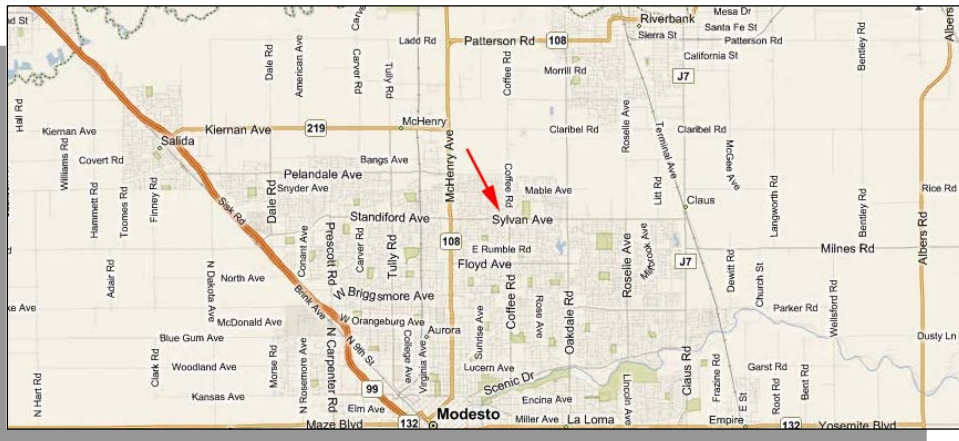 nd St
Carver
Mesa Dr
Riverbank
Santa Fe St
Ladd Rd
Patterson Rd
108
Sierra St
Patterson Rd
California St
Albers
Dale Rd
American Ave
Carver Rd
Tully Rd
Coffee Rd
Morrill Rd
J7
Bentley Rd
Hall Rd
Kiernan Ave
Kiernan Ave
219
McHenry
Claribel Rd
Claribel Rd
Roselle Ave
Terminal Ave
Salida
Williams Rd
Covert Rd
Bangs Ave
McHenry Ave
McGee Ave
Pelandale Ave
Snyder Ave
Coffee Rd
Mable Ave
Litt Rd
Claus
Langworth Rd
Bentley Rd
Rice Rd
Hammett Rd
Toomes Rd
Finney Rd
Sisk Rd
Dale Rd
Standiford Ave
Sylvan Ave
108
E Rumble Rd
Floyd Ave
Milnes Rd
Albers Rd
Conant Ave
Prescott Rd
Carver Rd
Tully Rd
Roselle Ave
J7
Adair Rd
N Dakota Ave
North Ave
W Briggsmore Ave
Coffee Rd
Dewitt Rd
Church St
Brink Ave
Rose Ave
Oakdale Rd
Parker Rd
Wellsford Rd
ke Ave
McDonald Ave
W Orangeburg Ave
Aurora
Sunrise Ave
Blue Gum Ave
N 9th St
College Ave
Virginia Ave
Dusty Ln
Clark Rd
Woodland Ave
Morse Rd
N Rosemore Ave
N Carpenter Rd
Lucern Ave
Scenic Dr
Claus Rd
Frazine Rd
Garst Rd
Root Rd
Bent Rd
N Hart Rd
Kansas Ave
99
Elm Ave
Encina Ave
Lincoln Ave
E St
Modesto
Maze Blvd
132
Miller Ave
La Loma
Empire
132
Yosemite Blvd